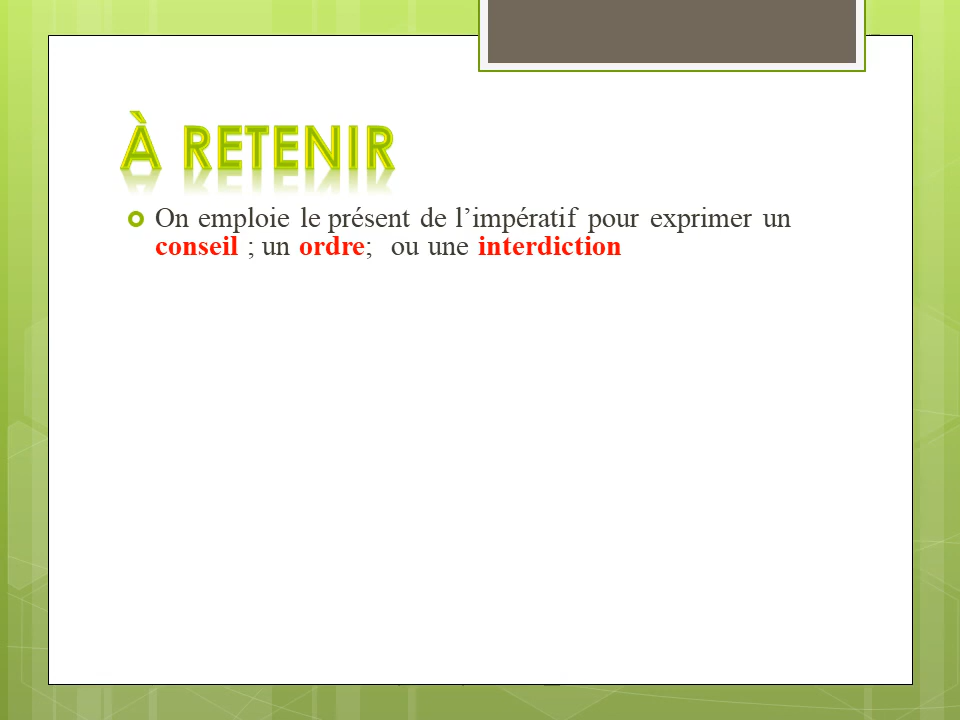 À RETENIR
On emploie le présent de l’impératif pour exprimer un
conseil ; un ordre; ou une interdiction